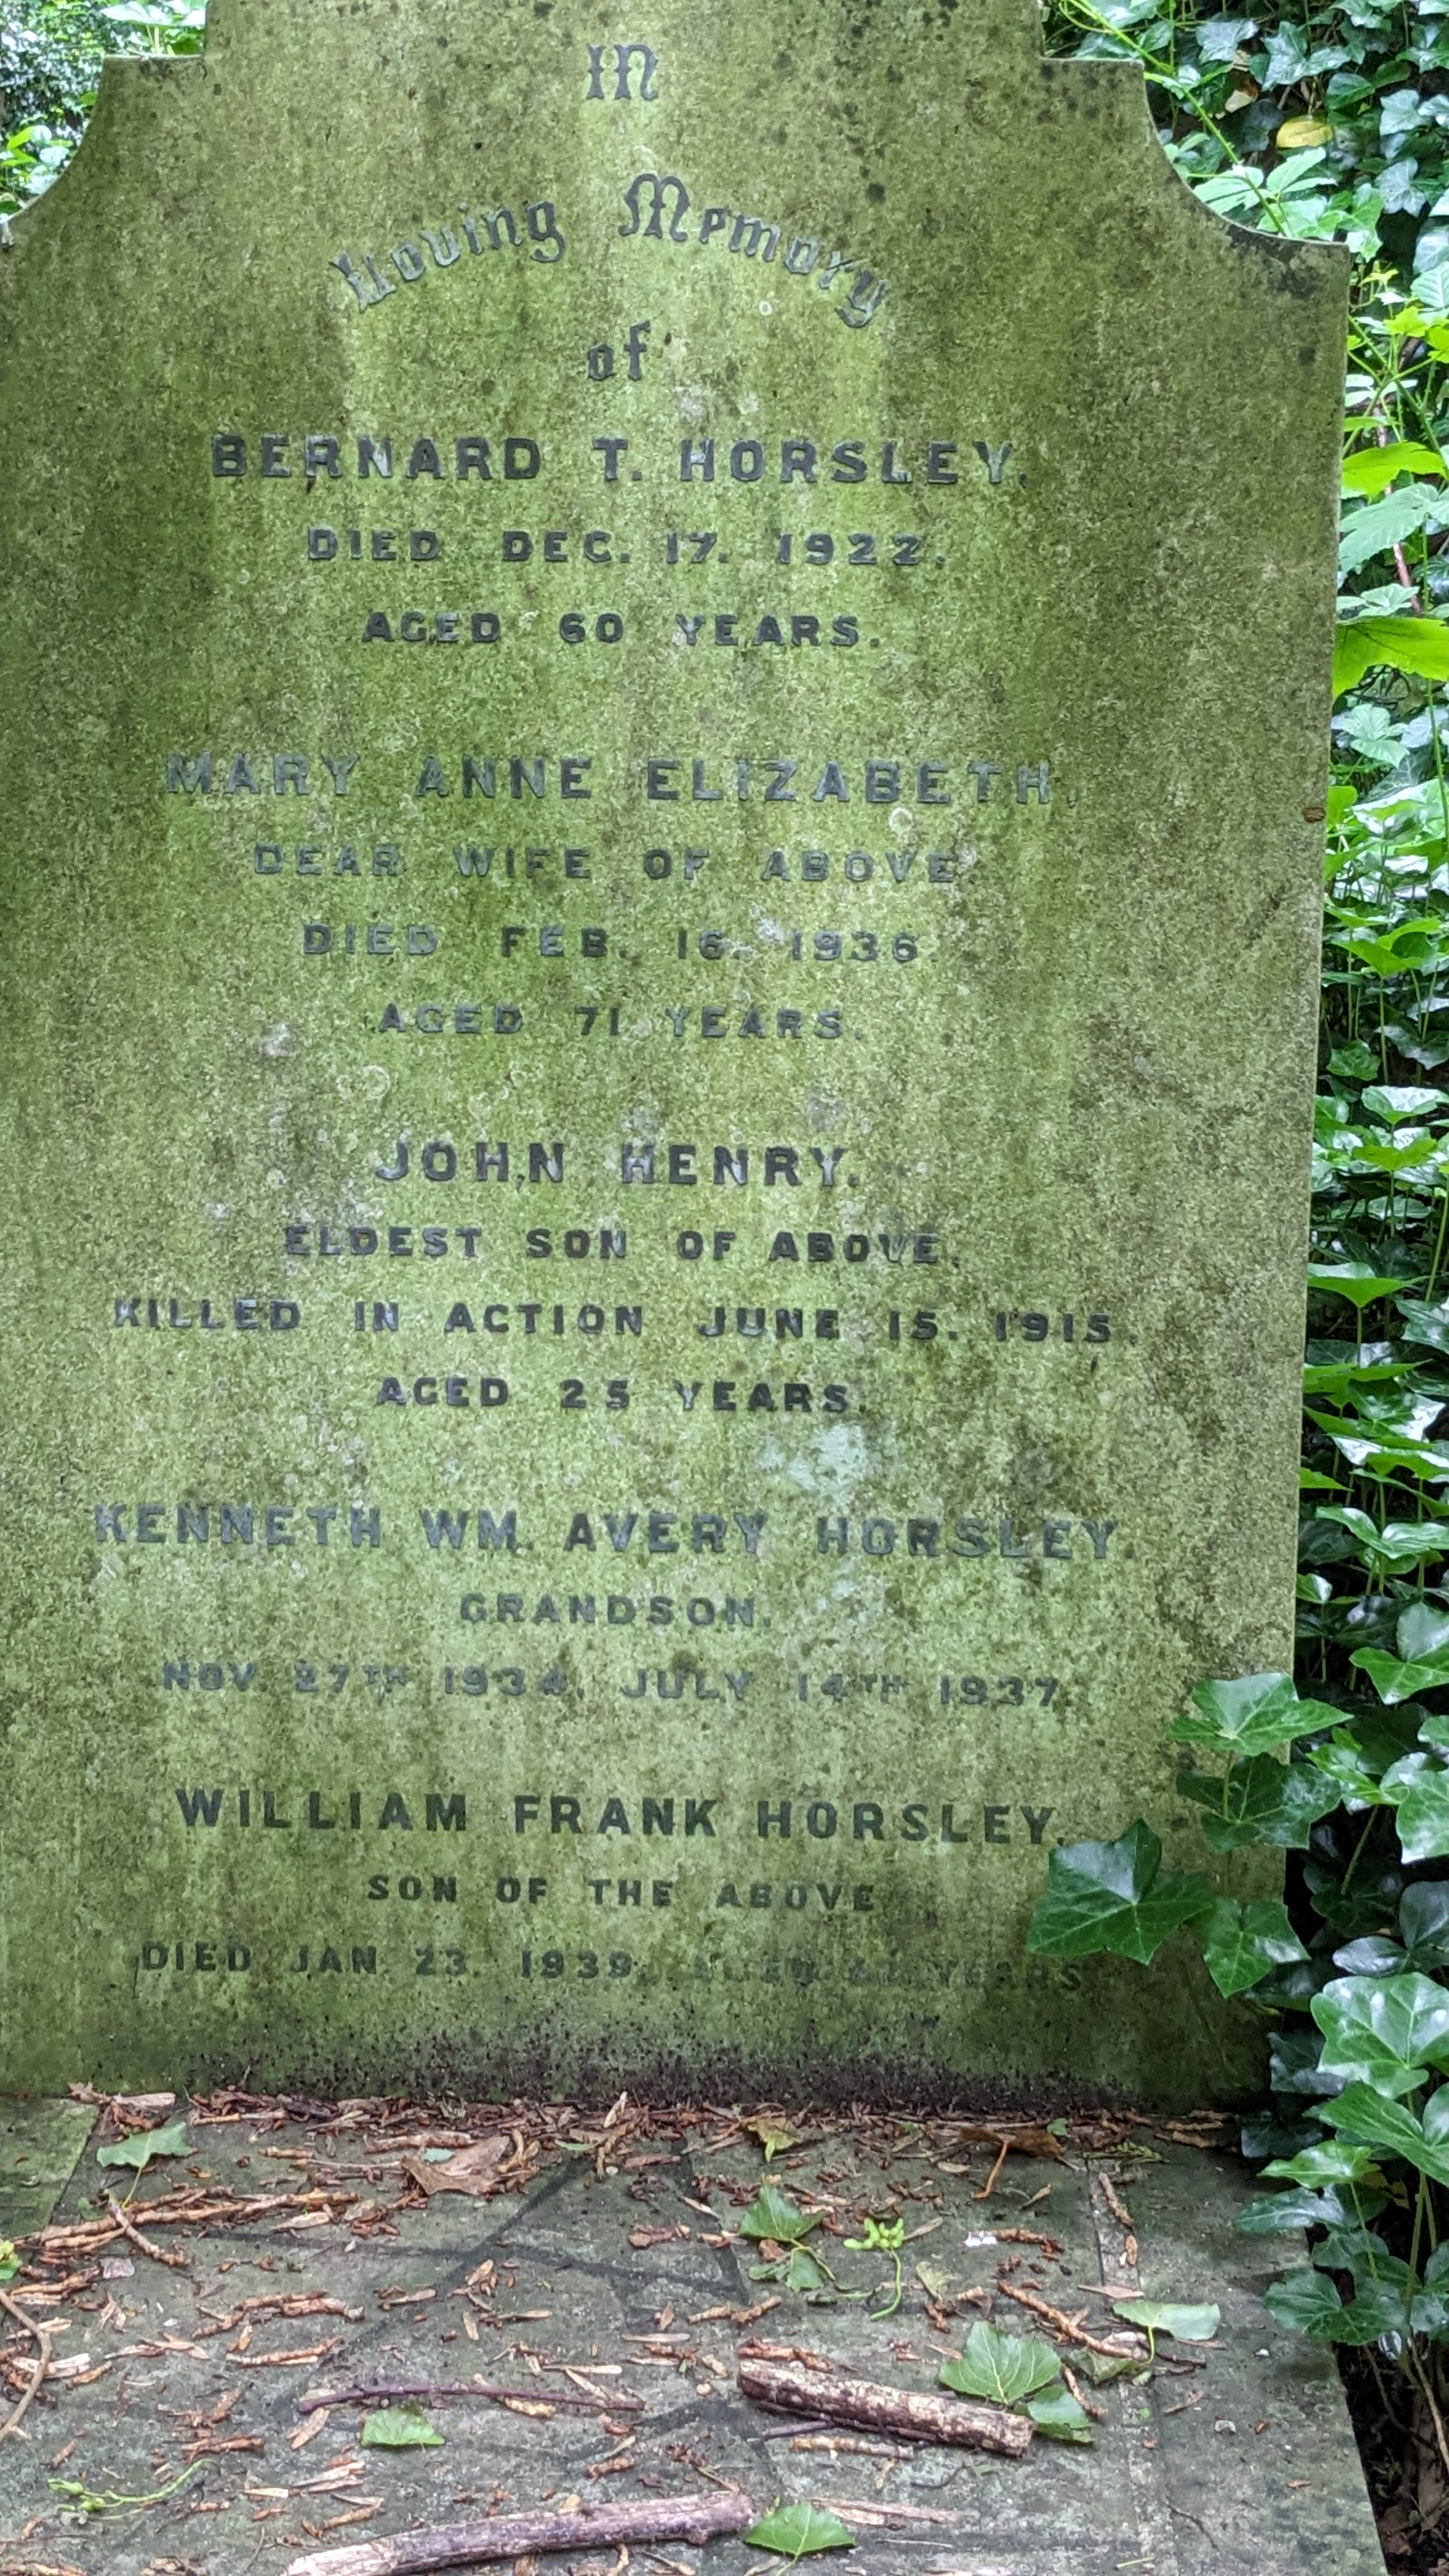 In
Loving Memory
of
BERNARD T. HORSLEY.
DIED DEC. 17. 1922.
AGED 60 YEARS.
MARY ANNE ELIZABETH,
DEAR WIFE OF ABOVE.
DIED FEB. 16. 1936.
AGED 71 YEARS.
JOHN HENRY.
ELDEST SON OF ABOVE,
KILLED IN ACTION JUNE 15. 1915.
AGED 25 YEARS.
KENNETH WM. AVERY HORSLEY.
GRANDSON.
NOV. 27TH 1934. JULY 14TH 1937.
WILLIAM FRANK HORSLEY,
SON OF THE ABOVE
DIED JAN. 23. 1939. AGED YEARS